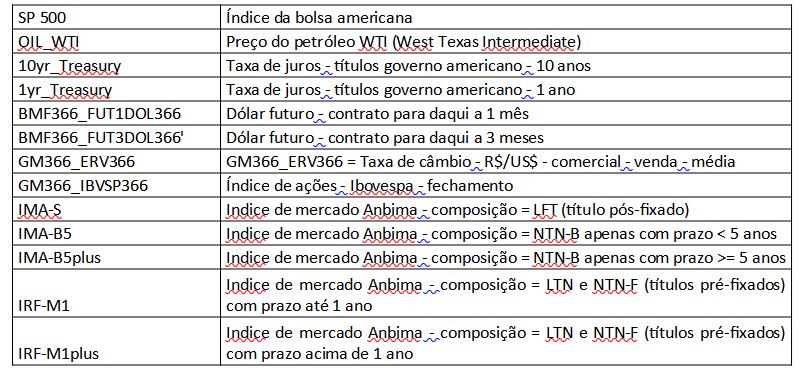 SP 500 Índice da bolsa americana
OIL_WTI Preço do petróleo WTI (West Texas Intermediate)
10yr_Treasury Taxa de juros - títulos governo americano - 10 anos
1yr_Treasury Taxa de juros - títulos governo americano - 1 ano
BMF366_FUT1DOL366 Dólar futuro - contrato para daqui a 1 mês
BMF366_FUT3DOL366' Dólar futuro - contrato para daqui a 3 meses
GM366_ERV366 GM366_ERV366 = Taxa de câmbio - R$/US$ - comercial - venda - média
GM366_IBVSP366 Índice de ações - Ibovespa - fechamento
IMA-S Indice de mercado Anbima - composição = LFT (título pós-fixado)
IMA-B5 Indice de mercado Anbima - composição = NTN-B apenas com prazo < 5 anos
IMA-B5plus Indice de mercado Anbima - composição = NTN-B apenas com prazo >= 5 anos
Indice de mercado Anbima - composição = LTN e NTN-F (títulos pré-fixados)
IRF-M1 com prazo até 1 ano
Indice de mercado Anbima - composição = LTN e NTN-F (títulos pré-fixados)
IRF-M1plus com prazo acima de 1 ano